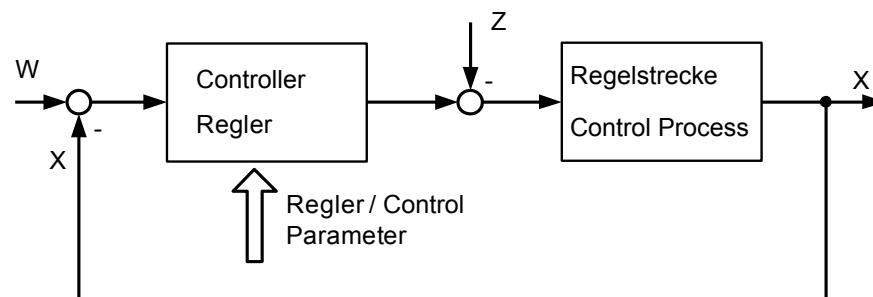 W
-
X
Controller
Regler
Regler / Control
Parameter
Z
-
Regelstrecke
Control Process
X